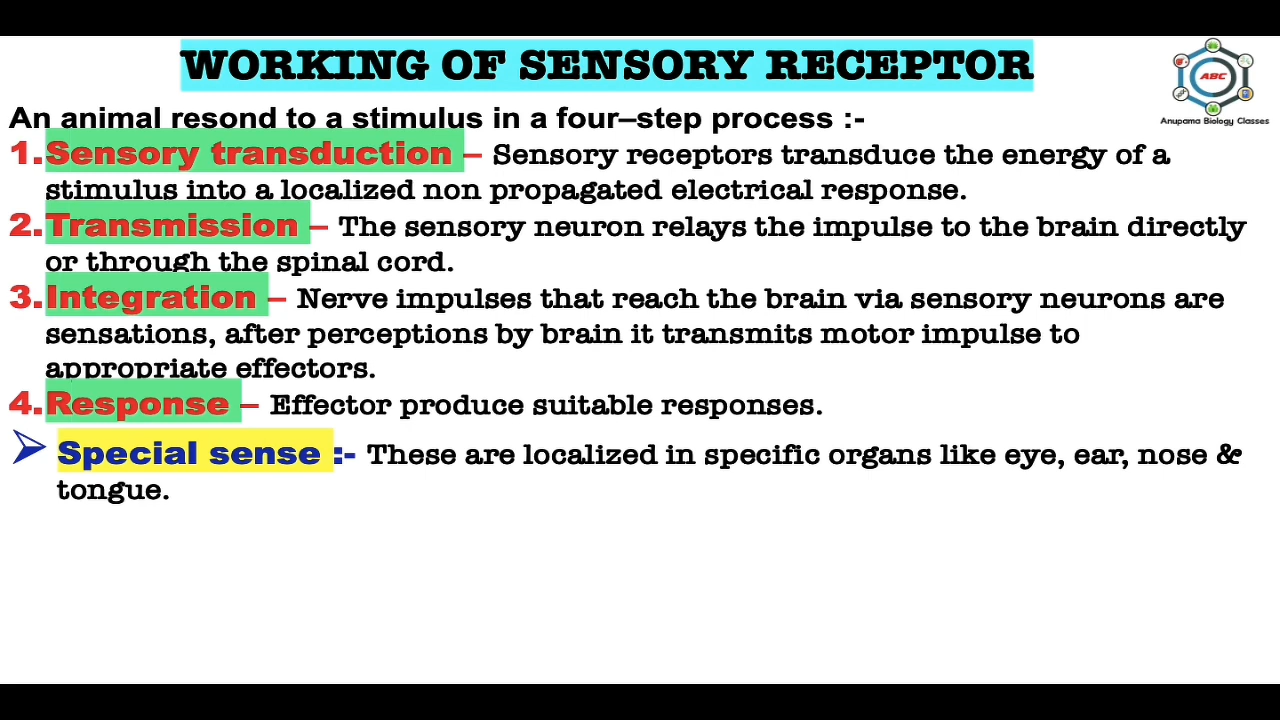 WORKING OF SENSORY RECEPTOR
ABC
Anupama Biology Classes
An animal resond to a stimulus in a four–step process :-
1.Sensory transduction – Sensory receptors transduce the energy of a
stimulus into a localized non propagated electrical response.
2.Transmission – The sensory neuron relays the impulse to the brain directly
or through the spinal cord.
3.Integration – Nerve impulses that reach the brain via sensory neurons are
sensations, after perceptions by brain it transmits motor impulse to
appropriate effectors.
4.Response – Effector produce suitable responses.
➢ Special sense :- These are localized in specific organs like eye, ear, nose &
tongue.